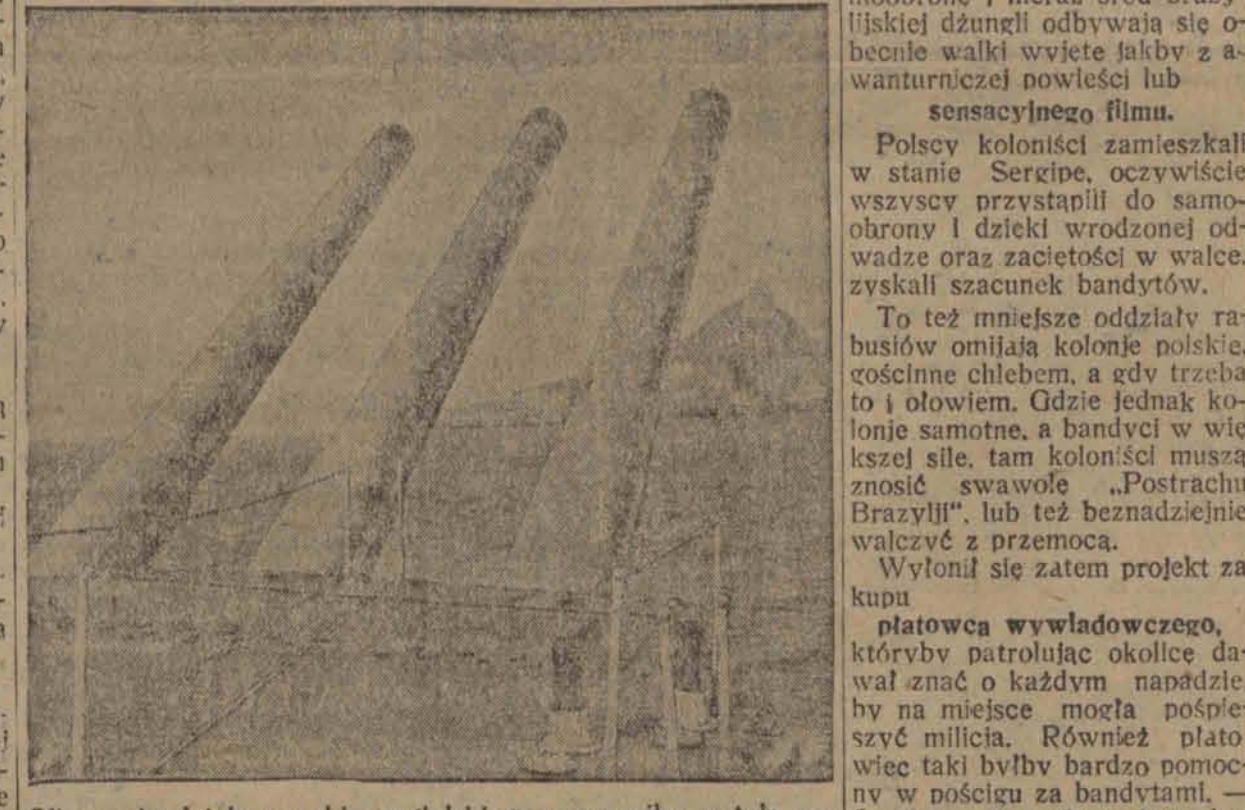 lijskiej dżungli odbywają się o-
becnie walki wyjęte jakby z a-
wanturniczej powieści lub
sensacyjnego filmu.
Polscy koloniści zamieszkali
w stanie Sergipe, oczywiście
wszyscy przystąpili do samo-
obrony i dzięki wrodzonej od-
wadze oraz zaciętości w walce,
zyskali szacunek bandytów.
To też mniejsze oddziały ra-
busiów omijają kolonje polskie,
gościnne chlebem, a gdy trzeba
to i ołowiem. Gdzie jednak ko-
lonje samotne, a bandyci w wię
kszej sile, tam koloniści muszą
znosić swawolę „Postrachu
Brazylji“, lub też beznadziejnie
walczyć z przemocą.
Wyłonił się zatem projekt za
kupu
płatowca wywiadowczego,
któryby patrolując okolicę da-
wał znać o każdym napadzie
by na miejsce mogła pośpie-
szyć milicja. Również płato
wiec taki byłby bardzo pomoc-
ny w pościgu za bandytami. —